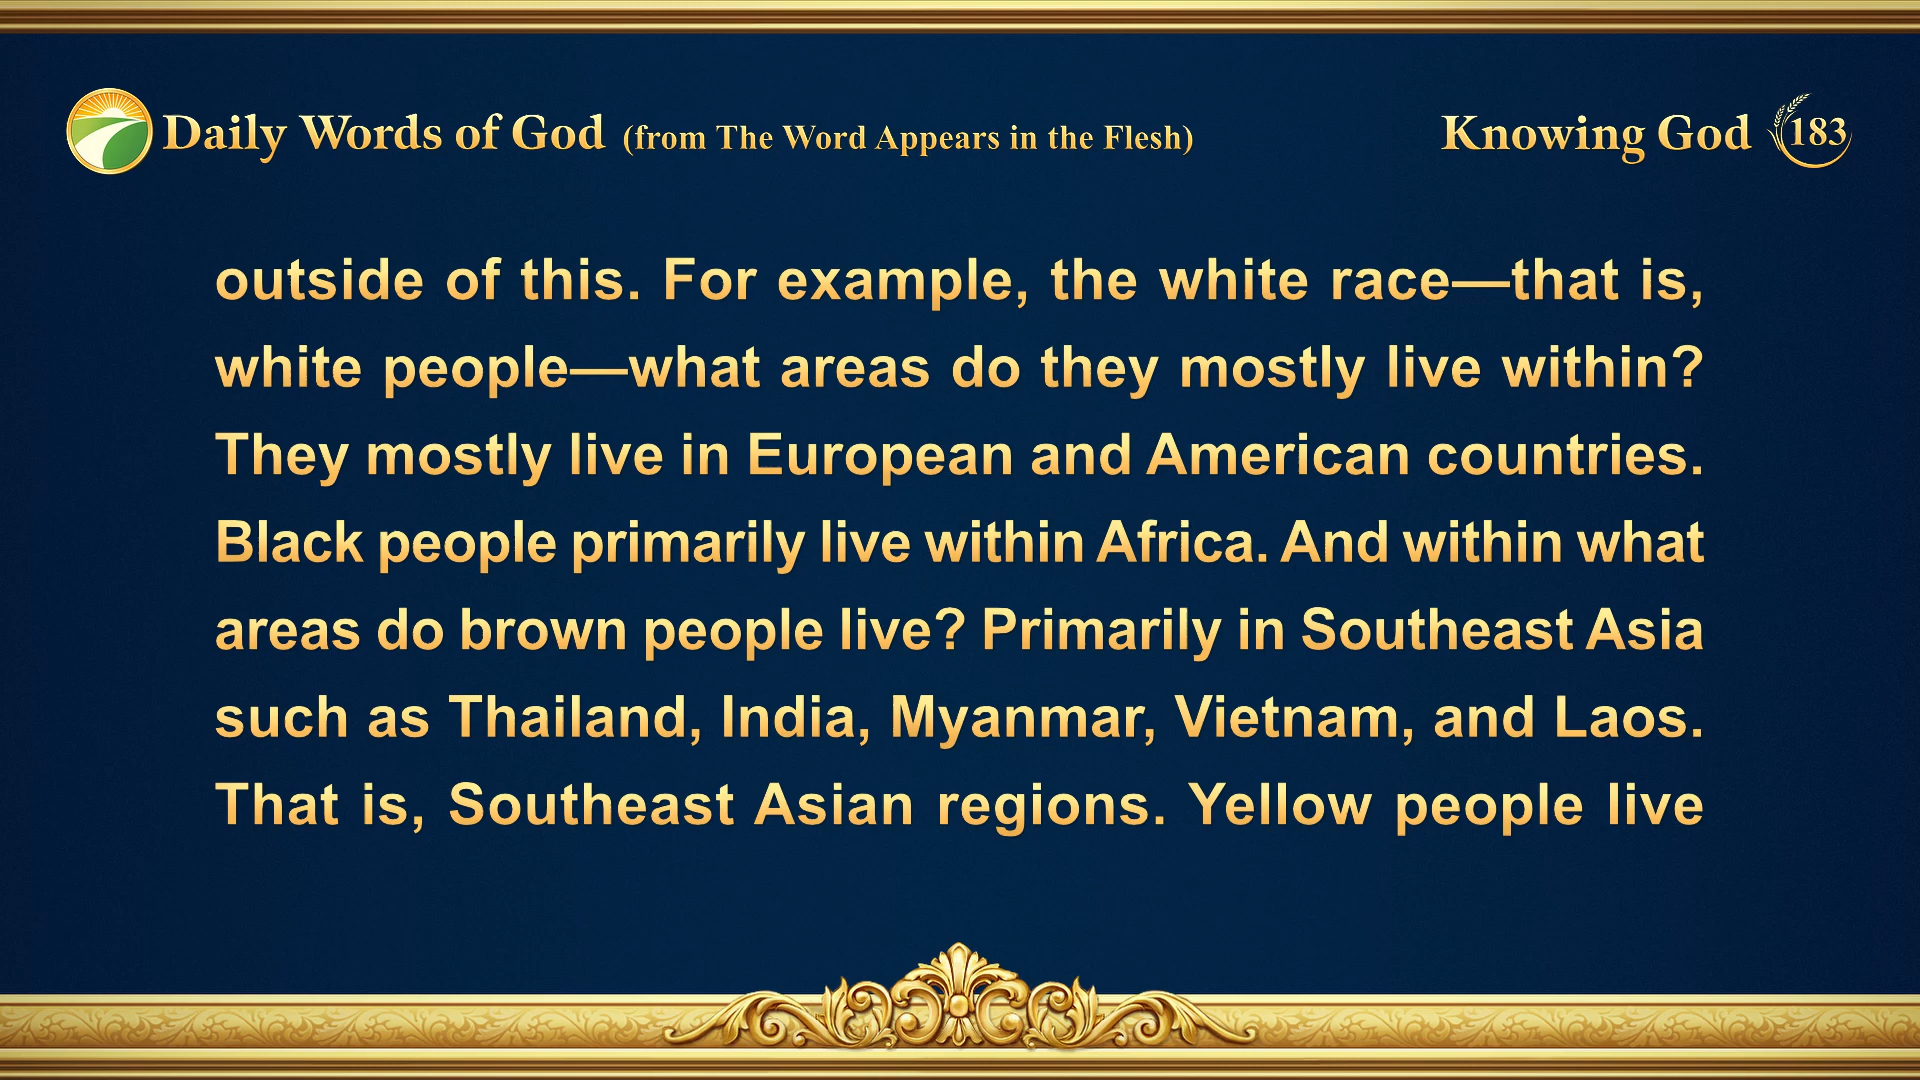 Daily Words of God (from The Word Appears in the Flesh)
Knowing God 183
outside of this. For example, the white race—that is,
white people—what areas do they mostly live within?
They mostly live in European and American countries.
Black people primarily live within Africa. And within what
areas do brown people live? Primarily in Southeast Asia
such as Thailand, India, Myanmar, Vietnam, and Laos.
That is, Southeast Asian regions. Yellow people live